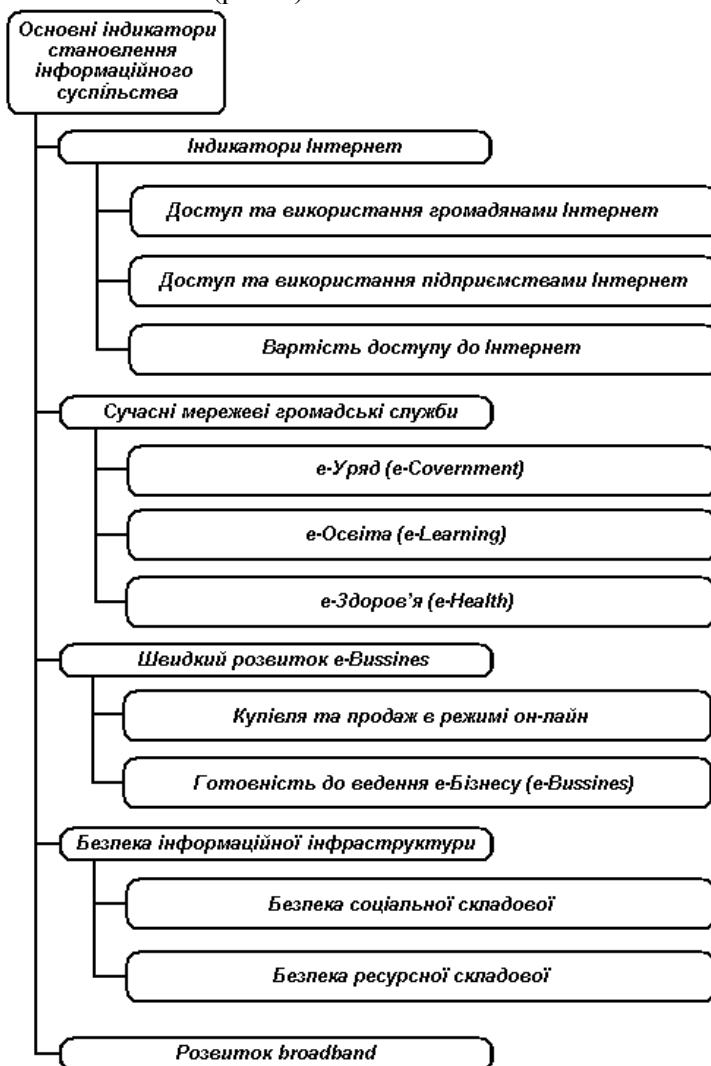 Основні індикатори
становлення
інформаційного
суспільства
Індикатори Інтернет
Доступ та використання громадянами Інтернет
Доступ та використання підприємствами Інтернет
Вартість доступу до Інтернет
Сучасні мережеві громадські служби
е-Уряд (e-Covernment)
е-Освіта (e-Learning)
е-Здоров'я (e-Health)
Швидкий розвиток e-Bussines
Купівля та продаж в режимі он-лайн
Готовність до ведення е-Бізнесу (e-Bussines)
Безпека інформаційної інфраструктури
Безпека соціальної складової
Безпека ресурсної складової
Розвиток broadband